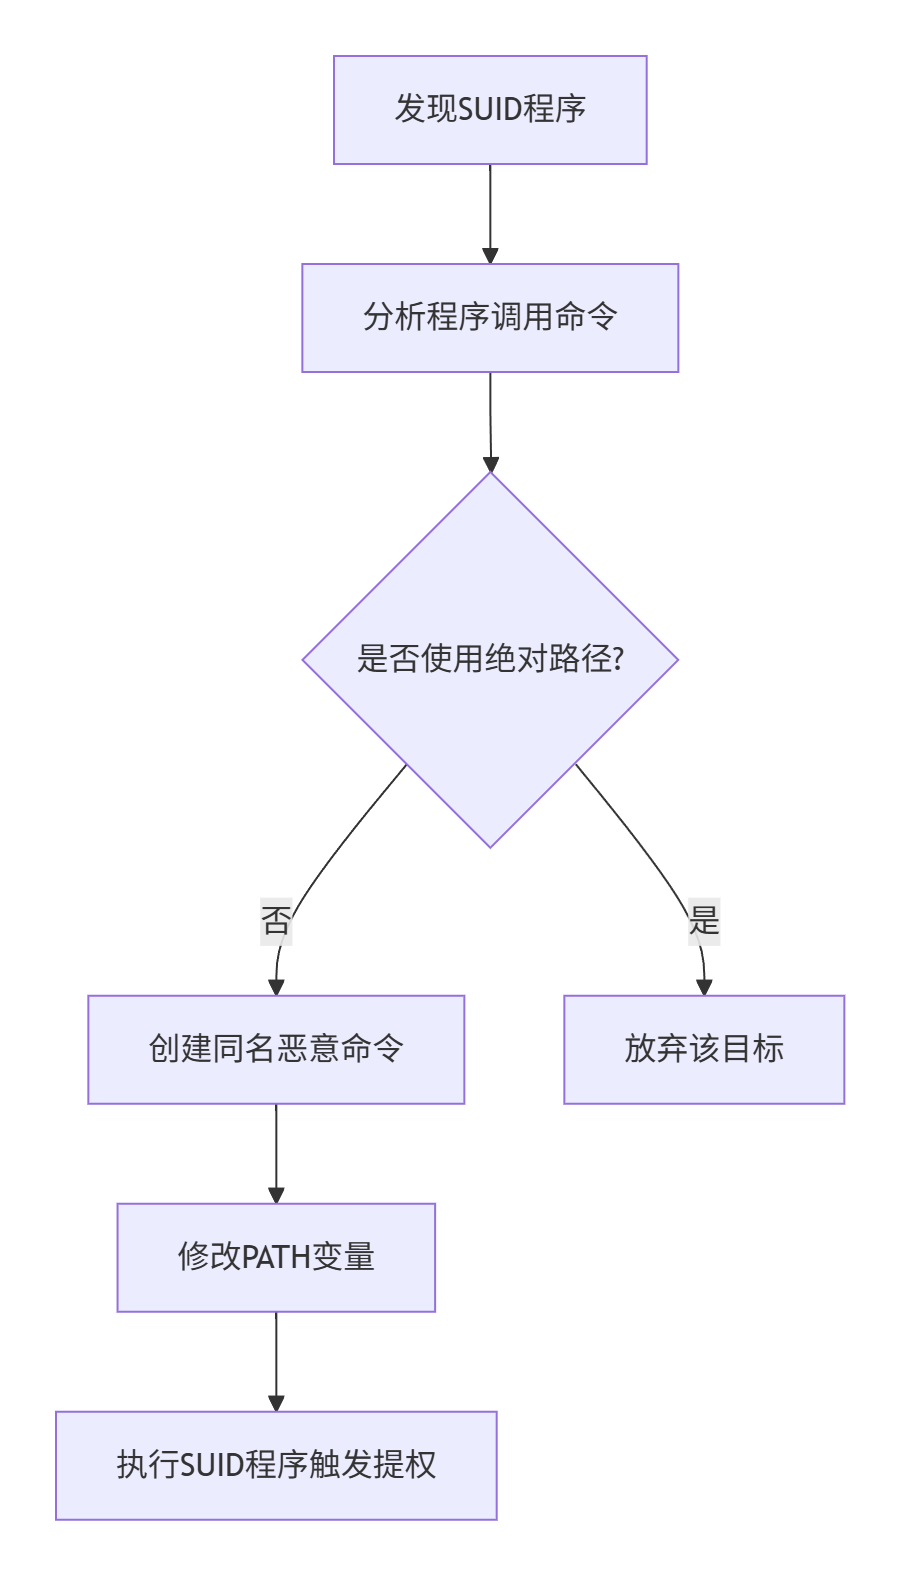 发现SUID程序
分析程序调用命令
是否使用绝对路径?
否
是
创建同名恶意命令
放弃该目标
修改PATH变量
执行SUID程序触发提权